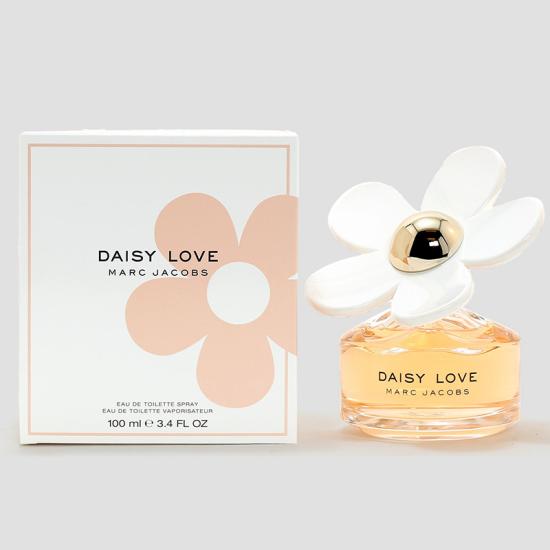 DAISY LOVE
MARC JACOBS
EAU DE TOILETTE SPRAY
EAU DE TOILETTE VAPORISATEUR
100 ml ℮ 3.4 FL OZ
DAISY LOVE
MARC JACOBS